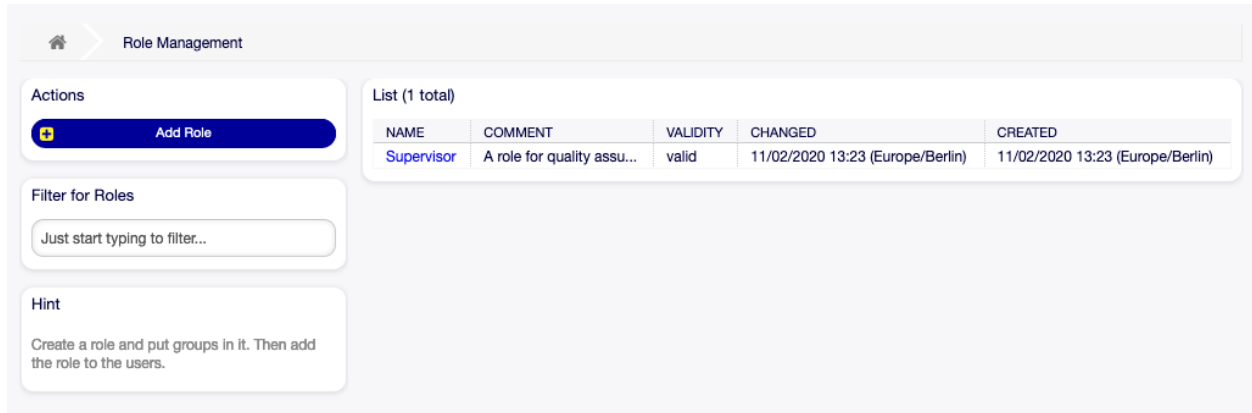 Role Management
Actions
Add Role
Filter for Roles
Just start typing to filter...
Hint
Create a role and put groups in it. Then add
the role to the users.
List (1 total)
NAME COMMENT VALIDITY CHANGED CREATED
Supervisor A role for quality assu... valid 11/02/2020 13:23 (Europe/Berlin) 11/02/2020 13:23 (Europe/Berlin)